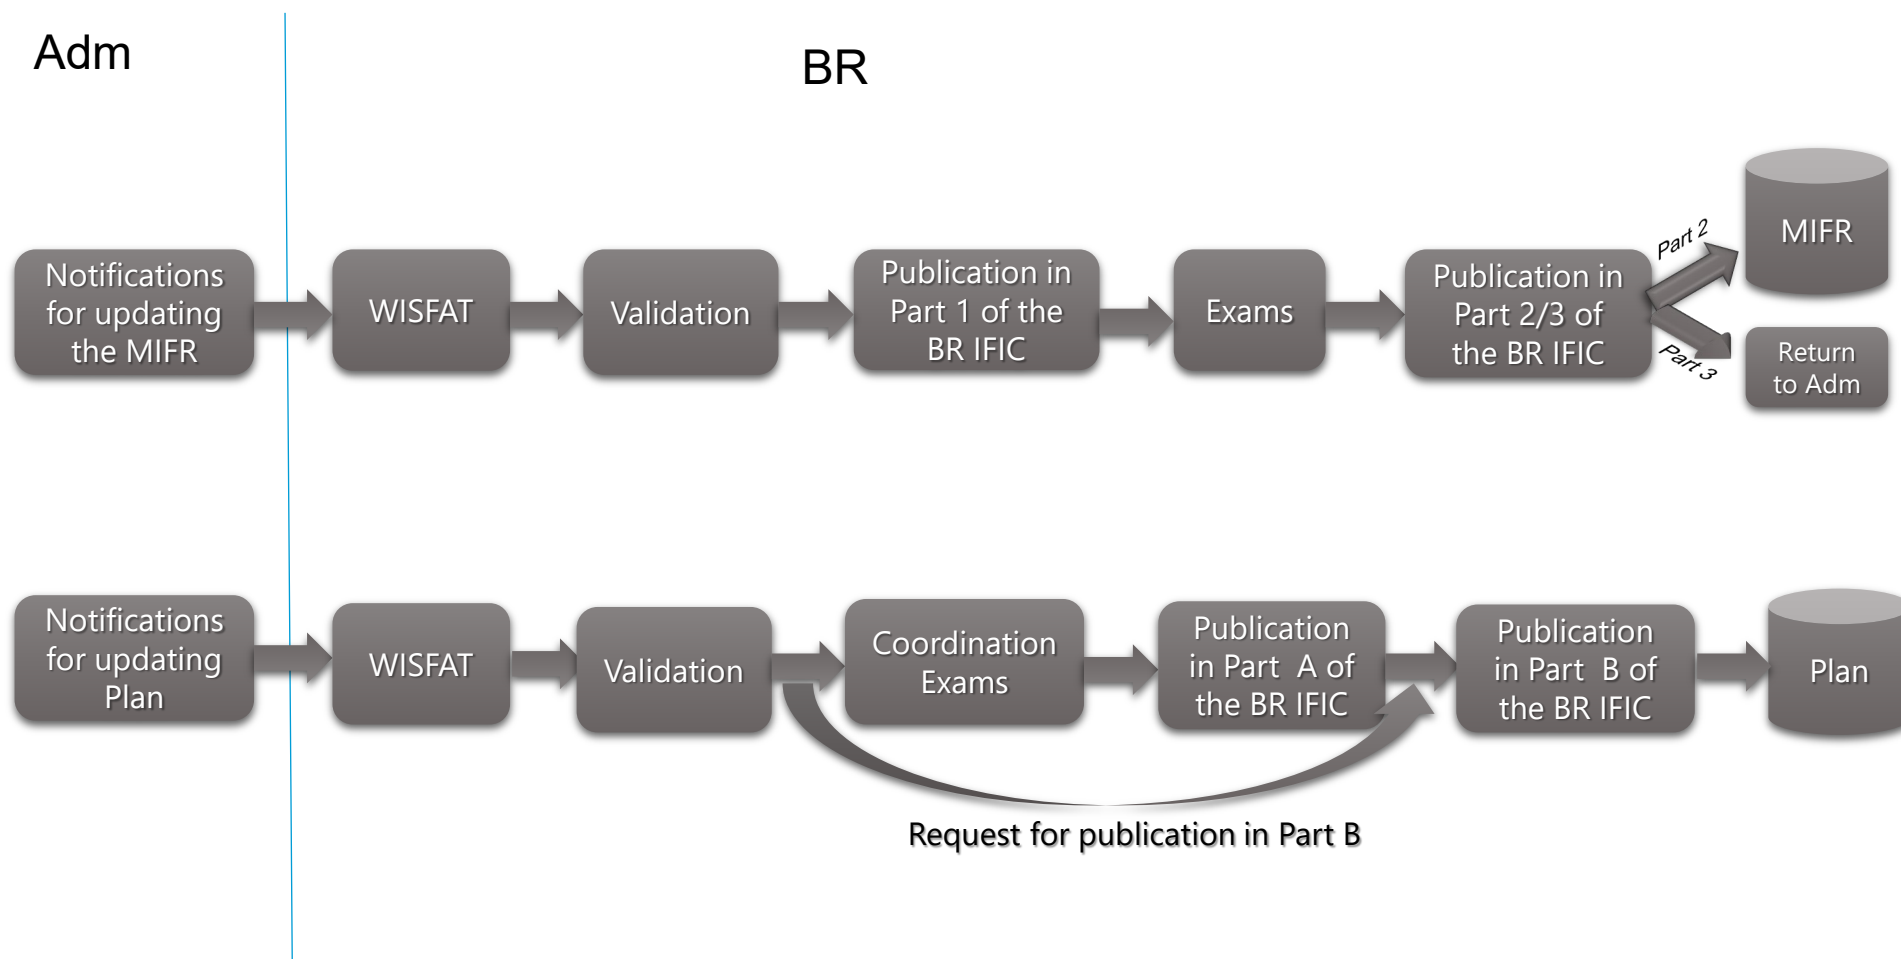 Adm
BR
Notifications
for updating
the MIFR
WISFAT
Validation
Publication in
Part 1 of the
BR IFIC
Exams
Publication in
Part 2/3 of
the BR IFIC
Part 2
MIFR
Part 3
Return
to Adm
Notifications
for updating
Plan
WISFAT
Validation
Coordination
Exams
Publication
in Part  A of
the BR IFIC
Publication
in Part  B of
the BR IFIC
Plan
Request for publication in Part B